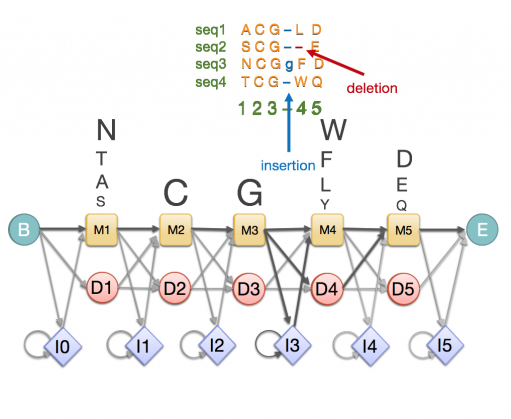 seq1 A C G – L D
seq2 S C G – – E
seq3 N C G g F D
seq4 T C G – W Q
deletion
1 2 3 – 4 5
insertion
N
T
A
S
C
G
W
F
L
Y
D
E
Q
B M1 M2 M3 M4 M5 E
D1 D2 D3 D4 D5
I0 I1 I2 I3 I4 I5